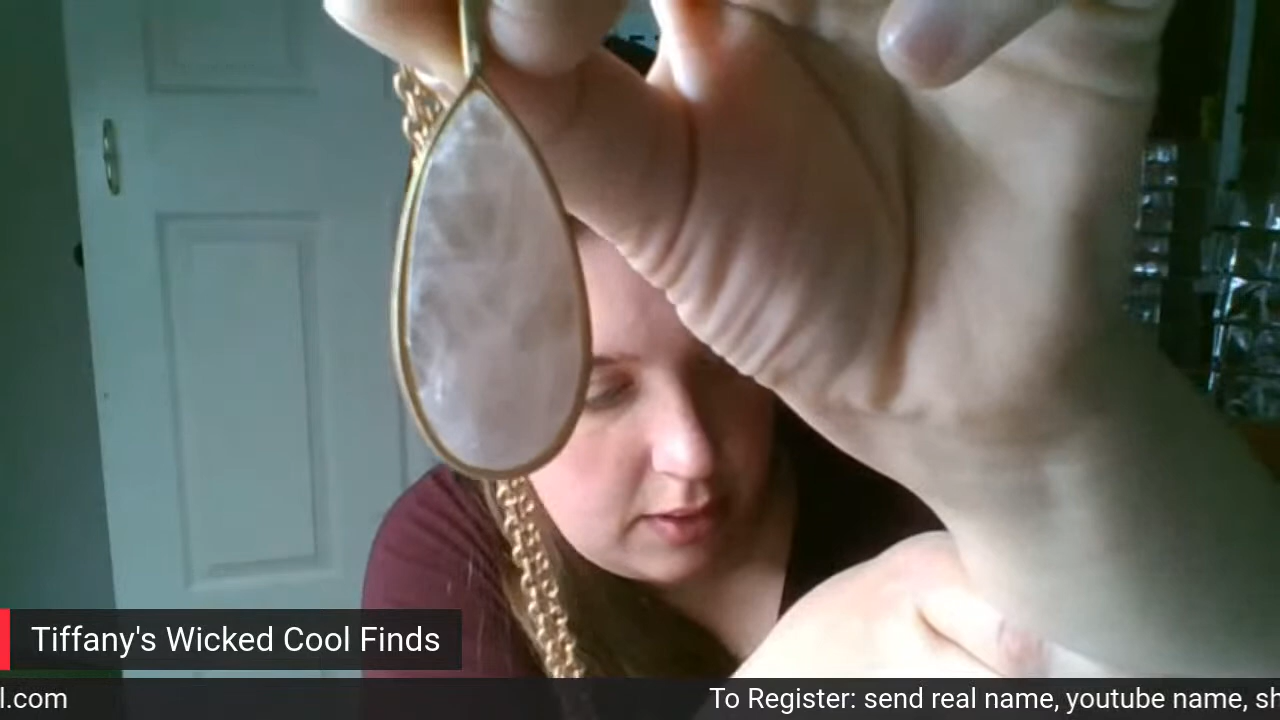 Tiffany's Wicked Cool Finds
l.com
To Register: send real name, youtube name, sh